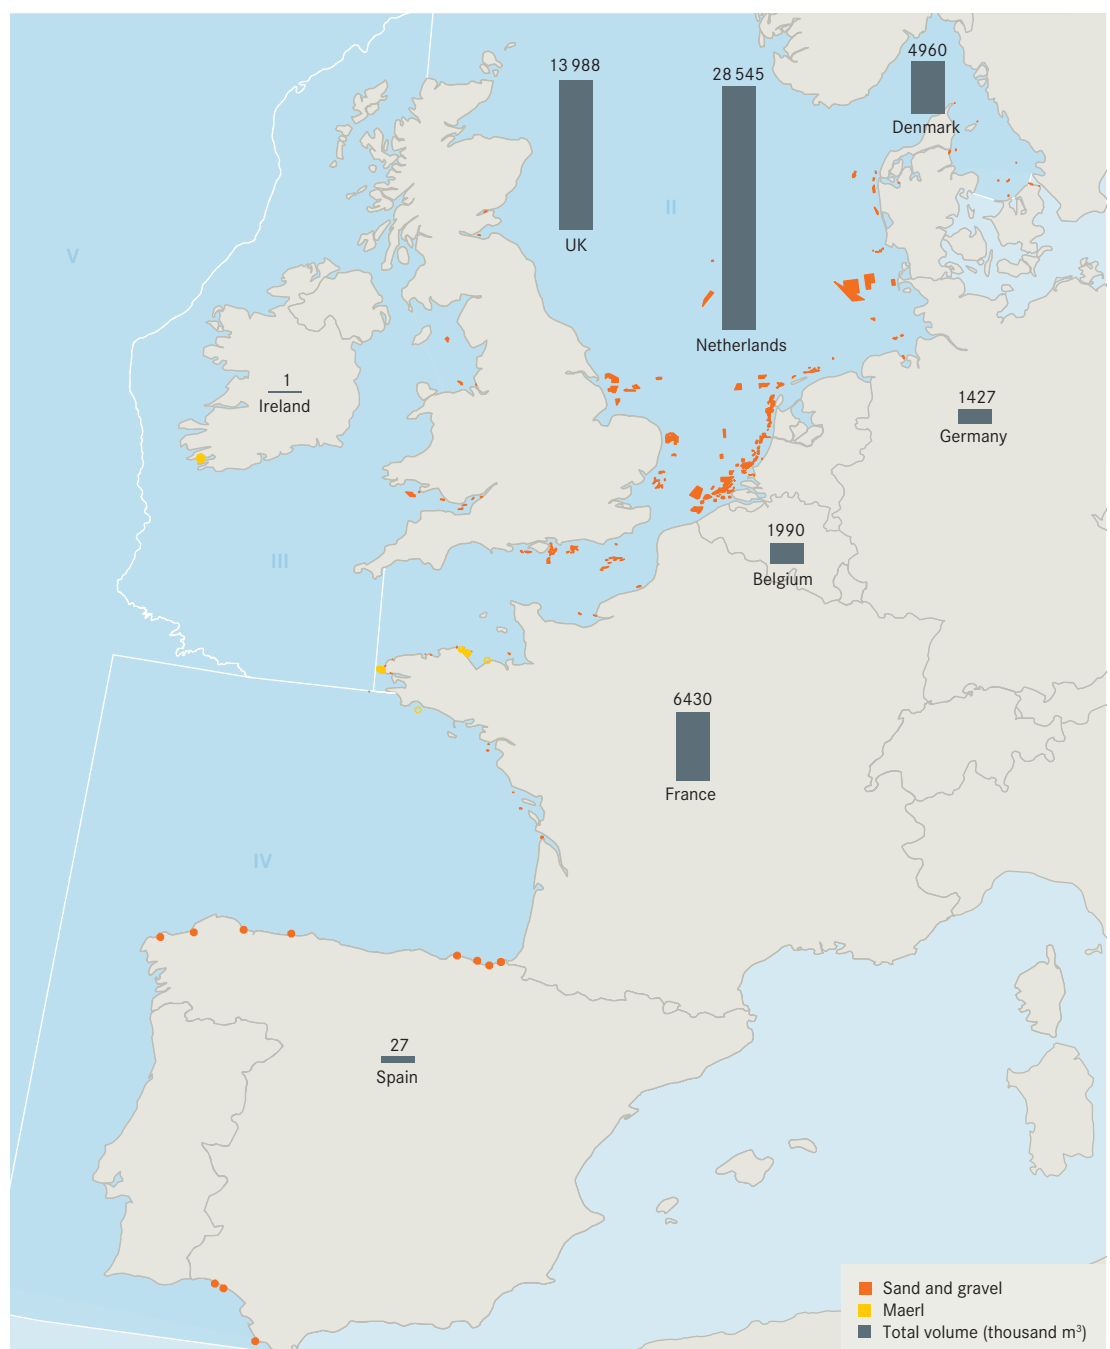 4960
Denmark
13 988
UK
28 545
Netherlands
II
V
1
Ireland
1427
Germany
1990
Belgium
III
6430
France
IV
27
Spain
Sand and gravel
Maerl
Total volume (thousand m³)